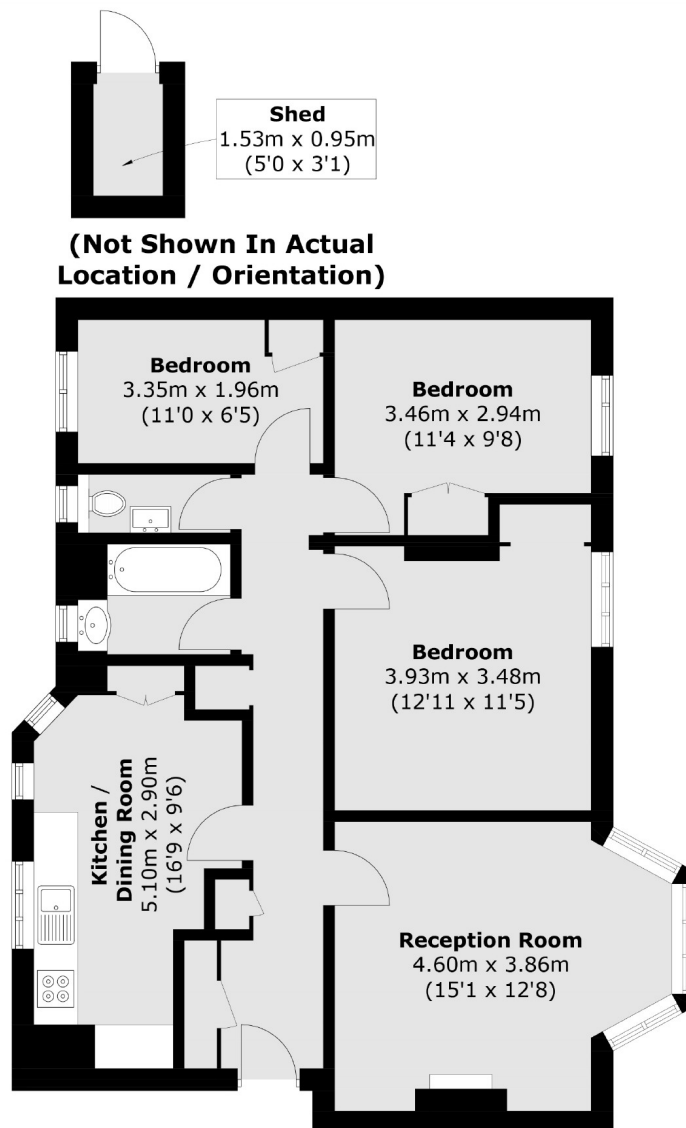 Shed
1.53m x 0.95m
(5'0 x 3'1)
(Not Shown In Actual
Location / Orientation)
Bedroom
3.35m x 1.96m
(11'0 x 6'5)
Bedroom
3.46m x 2.94m
(11'4 x 9'8)
Bedroom
3.93m x 3.48m
(12'11 x 11'5)
Kitchen /
Dining Room
5.10m x 2.90m
(16'9 x 9'6)
Reception Room
4.60m x 3.86m
(15'1 x 12'8)